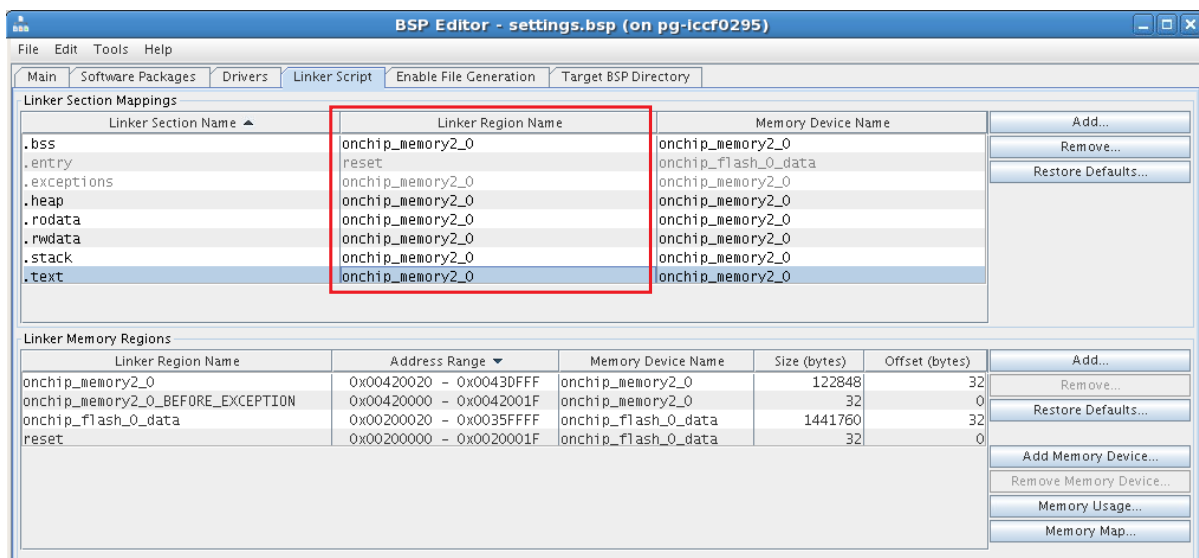 BSP Editor - settings.bsp (on pg-iccf0295)
File Edit Tools Help
Main Software Packages Drivers Linker Script Enable File Generation Target BSP Directory
Linker Section Mappings
Linker Section Name Linker Region Name Memory Device Name Add...
.bss onchip_memory2_0 onchip_memory2_0 Remove...
.entry reset onchip_flash_0_data
.exceptions onchip_memory2_0 onchip_memory2_0 Restore Defaults...
.heap onchip_memory2_0 onchip_memory2_0
.rodata onchip_memory2_0 onchip_memory2_0
.rwdata onchip_memory2_0 onchip_memory2_0
.stack onchip_memory2_0 onchip_memory2_0
.text onchip_memory2_0 onchip_memory2_0
Linker Memory Regions
Linker Region Name Address Range Memory Device Name Size (bytes) Offset (bytes) Add...
onchip_memory2_0 0x00420020 - 0x0043DFFF onchip_memory2_0 122848 32 Remove...
onchip_memory2_0_BEFORE_EXCEPTION 0x00420000 - 0x0042001F onchip_memory2_0 32 0
onchip_flash_0_data 0x00200020 - 0x0035FFFF onchip_flash_0_data 1441760 32 Restore Defaults...
reset 0x00200000 - 0x0020001F onchip_flash_0_data 32 0
Add Memory Device...
Remove Memory Device...
Memory Usage...
Memory Map...